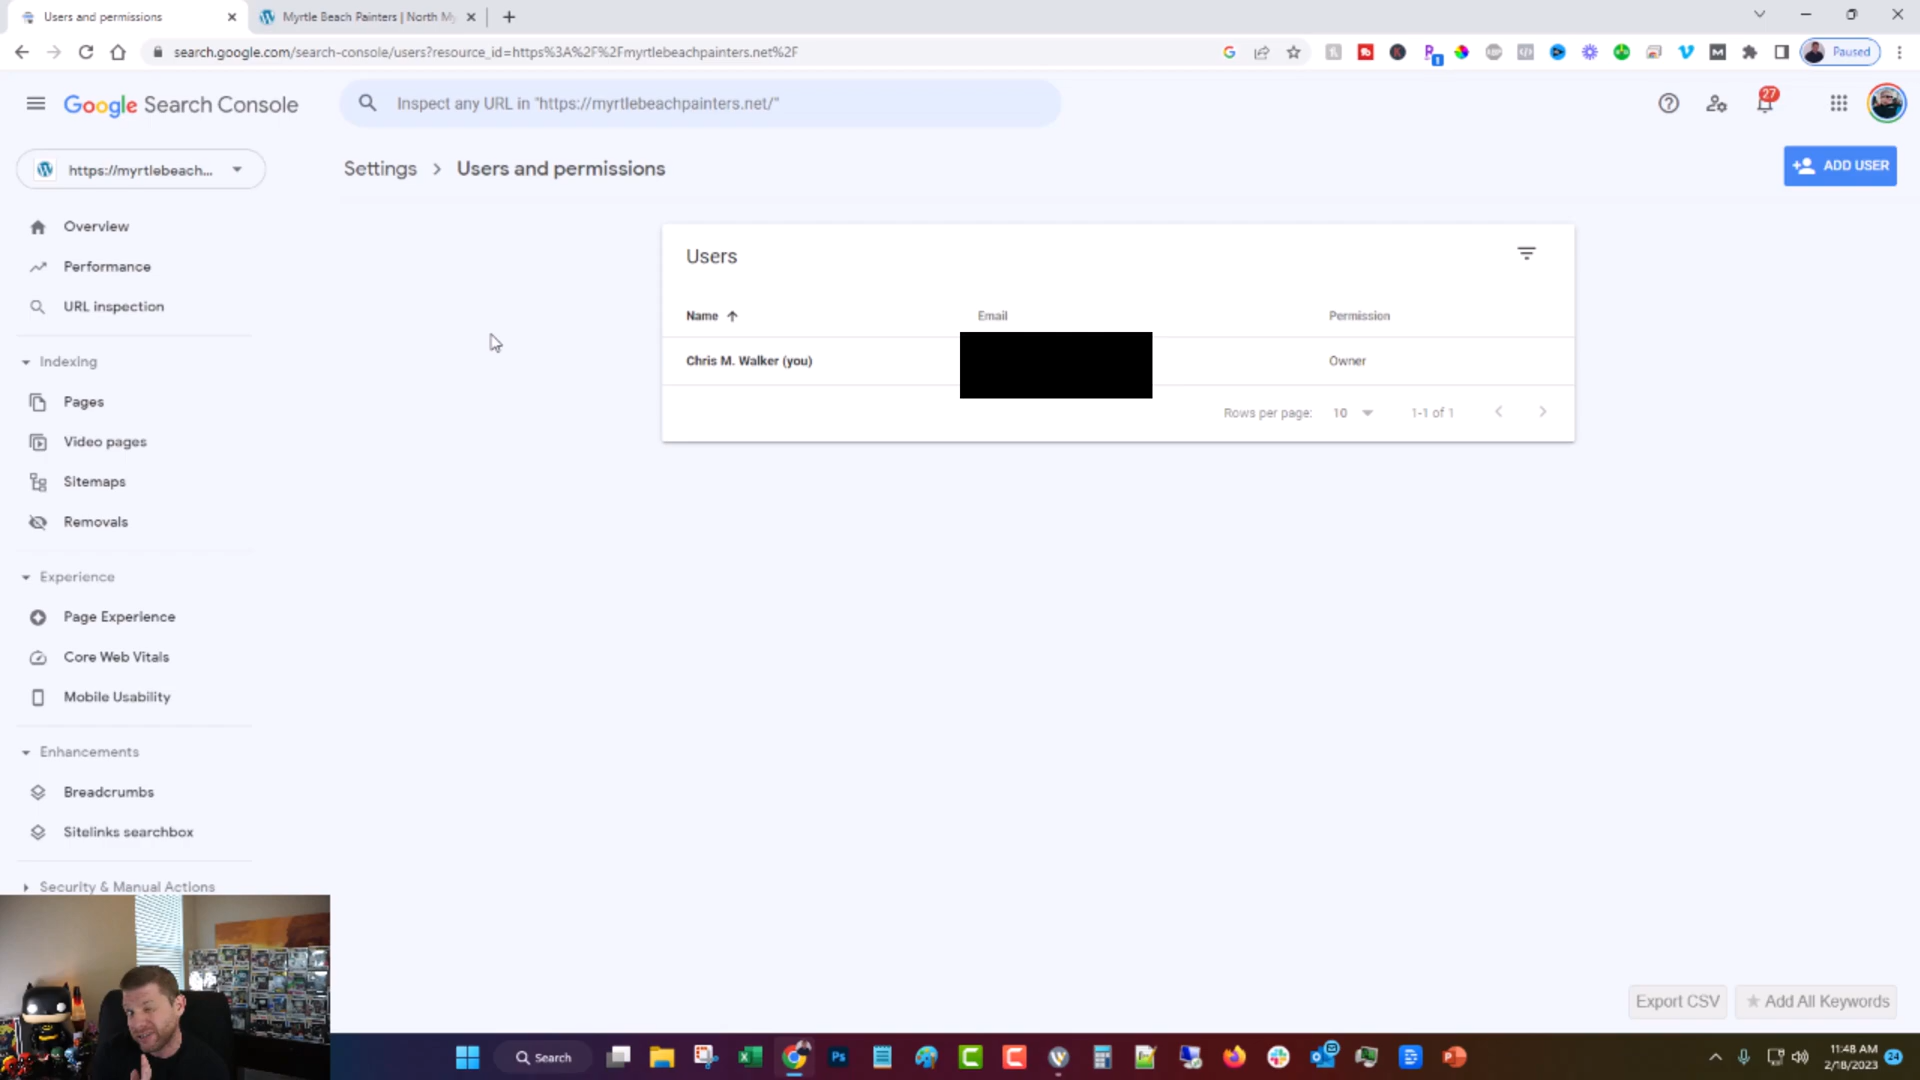 Users and permissions
Myrtle Beach Painters | North My
search.google.com/search-console/users?resource_id=https%3A%2F%2Fmyrtlebeachpainters.net%2F
Paused
Google Search Console
Inspect any URL in "https://myrtlebeachpainters.net/"
27
https://myrtlebeach...
Settings
Users and permissions
ADD USER
Overview
Performance
URL inspection
Indexing
Pages
Video pages
Sitemaps
Removals
Experience
Page Experience
Core Web Vitals
Mobile Usability
Enhancements
Breadcrumbs
Sitelinks searchbox
Security & Manual Actions
Users
Name
Email
Permission
Chris M. Walker (you)
Owner
Rows per page:
10
1-1 of 1
Export CSV
Add All Keywords
Search
11:48 AM
2/18/2023
24